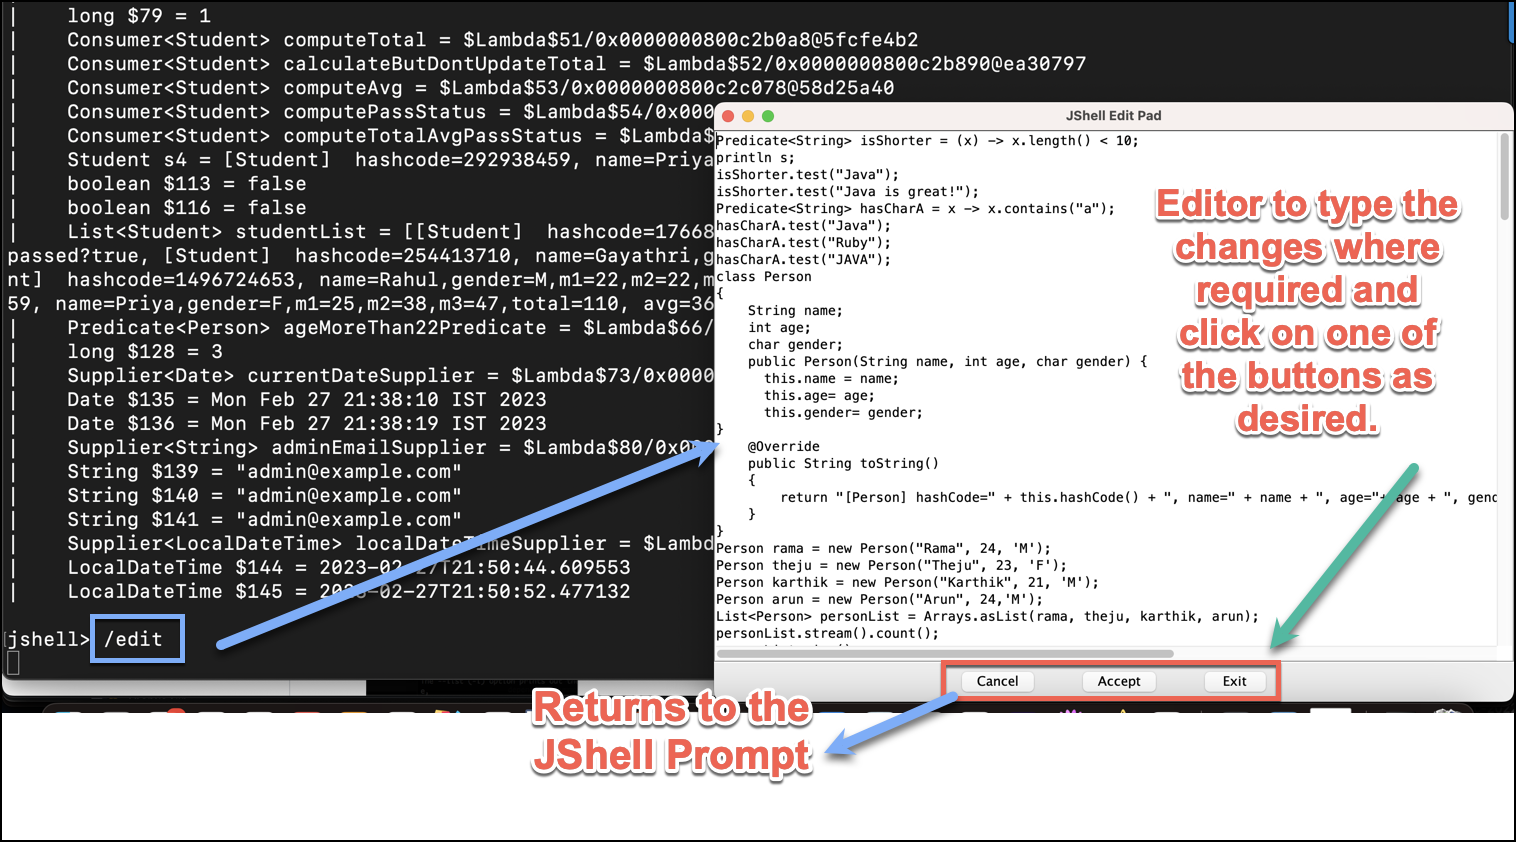 |    long $79 = 1
|    Consumer<Student> computeTotal = $Lambda$51/0x0000000800c2b0a8@5fcfe4b2
|    Consumer<Student> calculateButDontUpdateTotal = $Lambda$52/0x0000000800c2b890@ea30797
|    Consumer<Student> computeAvg = $Lambda$53/0x0000000800c2c078@58d25a40
|    Consumer<Student> computePassStatus = $Lambda$54/0x000
|    Consumer<Student> computeTotalAvgPassStatus = $Lambda$
|    Student s4 = [Student]  hashcode=292938459, name=Priya
|    boolean $113 = false
|    boolean $116 = false
|    List<Student> studentList = [[Student]  hashcode=17668
passed?true, [Student]  hashcode=254413710, name=Gayathri,g
nt]  hashcode=1496724653, name=Rahul,gender=M,m1=22,m2=22,m
59, name=Priya,gender=F,m1=25,m2=38,m3=47,total=110, avg=36
|    Predicate<Person> ageMoreThan22Predicate = $Lambda$66/
|    long $128 = 3
|    Supplier<Date> currentDateSupplier = $Lambda$73/0x0000
|    Date $135 = Mon Feb 27 21:38:10 IST 2023
|    Date $136 = Mon Feb 27 21:38:19 IST 2023
|    Supplier<String> adminEmailSupplier = $Lambda$80/0x000
|    String $139 = "admin@example.com"
|    String $140 = "admin@example.com"
|    String $141 = "admin@example.com"
|    Supplier<LocalDateTime> localDateTimeSupplier = $Lambd
|    LocalDateTime $144 = 2023-02-27T21:50:44.609553
|    LocalDateTime $145 = 2023-02-27T21:50:52.477132
jshell> /edit
JShell Edit Pad
Predicate<String> isShorter = (x) -> x.length() < 10;
println s;
isShorter.test("Java");
isShorter.test("Java is great!");
Predicate<String> hasCharA = x -> x.contains("a");
hasCharA.test("Java");
hasCharA.test("Ruby");
hasCharA.test("JAVA");
class Person
{
    String name;
    int age;
    char gender;
    public Person(String name, int age, char gender) {
      this.name = name;
      this.age= age;
      this.gender= gender;
}
    @Override
    public String toString()
    {
        return "[Person] hashCode=" + this.hashCode() + ", name=" + name + ", age="+ age + ", gend
    }
}
Person rama = new Person("Rama", 24, 'M');
Person theju = new Person("Theju", 23, 'F');
Person karthik = new Person("Karthik", 21, 'M');
Person arun = new Person("Arun", 24,'M');
List<Person> personList = Arrays.asList(rama, theju, karthik, arun);
personList.stream().count();
Cancel
Accept
Exit
Editor to type the
changes where
required and
click on one of
the buttons as
desired.
Returns to the
JShell Prompt